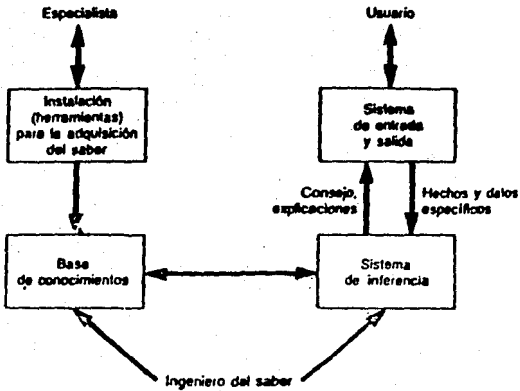 Especialista
Usuario
Instalación
(herramientas)
para la adquisición
del saber
Sistema
de entrada
y salida
Consejo,
explicaciones
Hechos y datos
específicos
Base
de conocimientos
Sistema
de inferencia
Ingeniero del saber